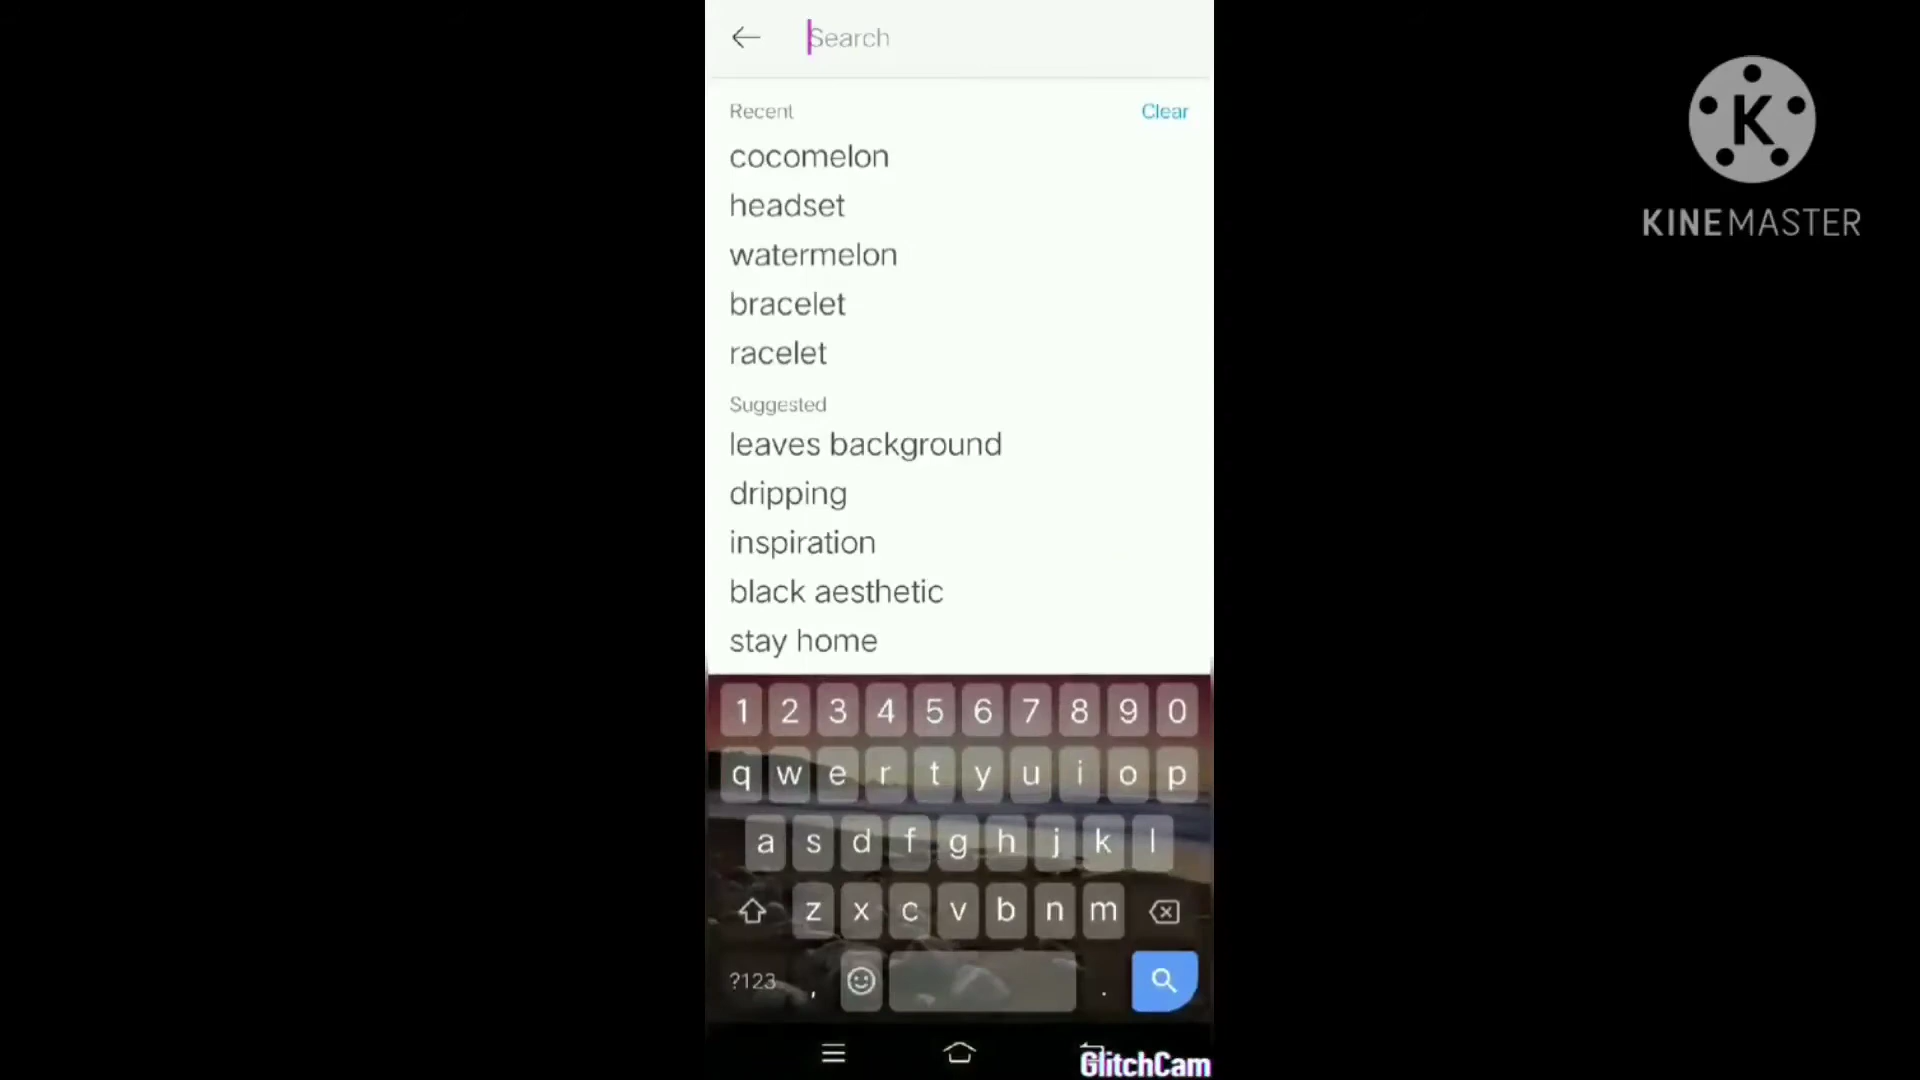 Search
Recent Clear
cocomelon
headset
watermelon
bracelet
racelet
Suggested
leaves background
dripping
inspiration
black aesthetic
stay home
1 2 3 4 5 6 7 8 9 0
q w e r t y u i o p
a s d f g h j k l
z x c v b n m
?123 , .
GlitchCam
K
KINEMASTER